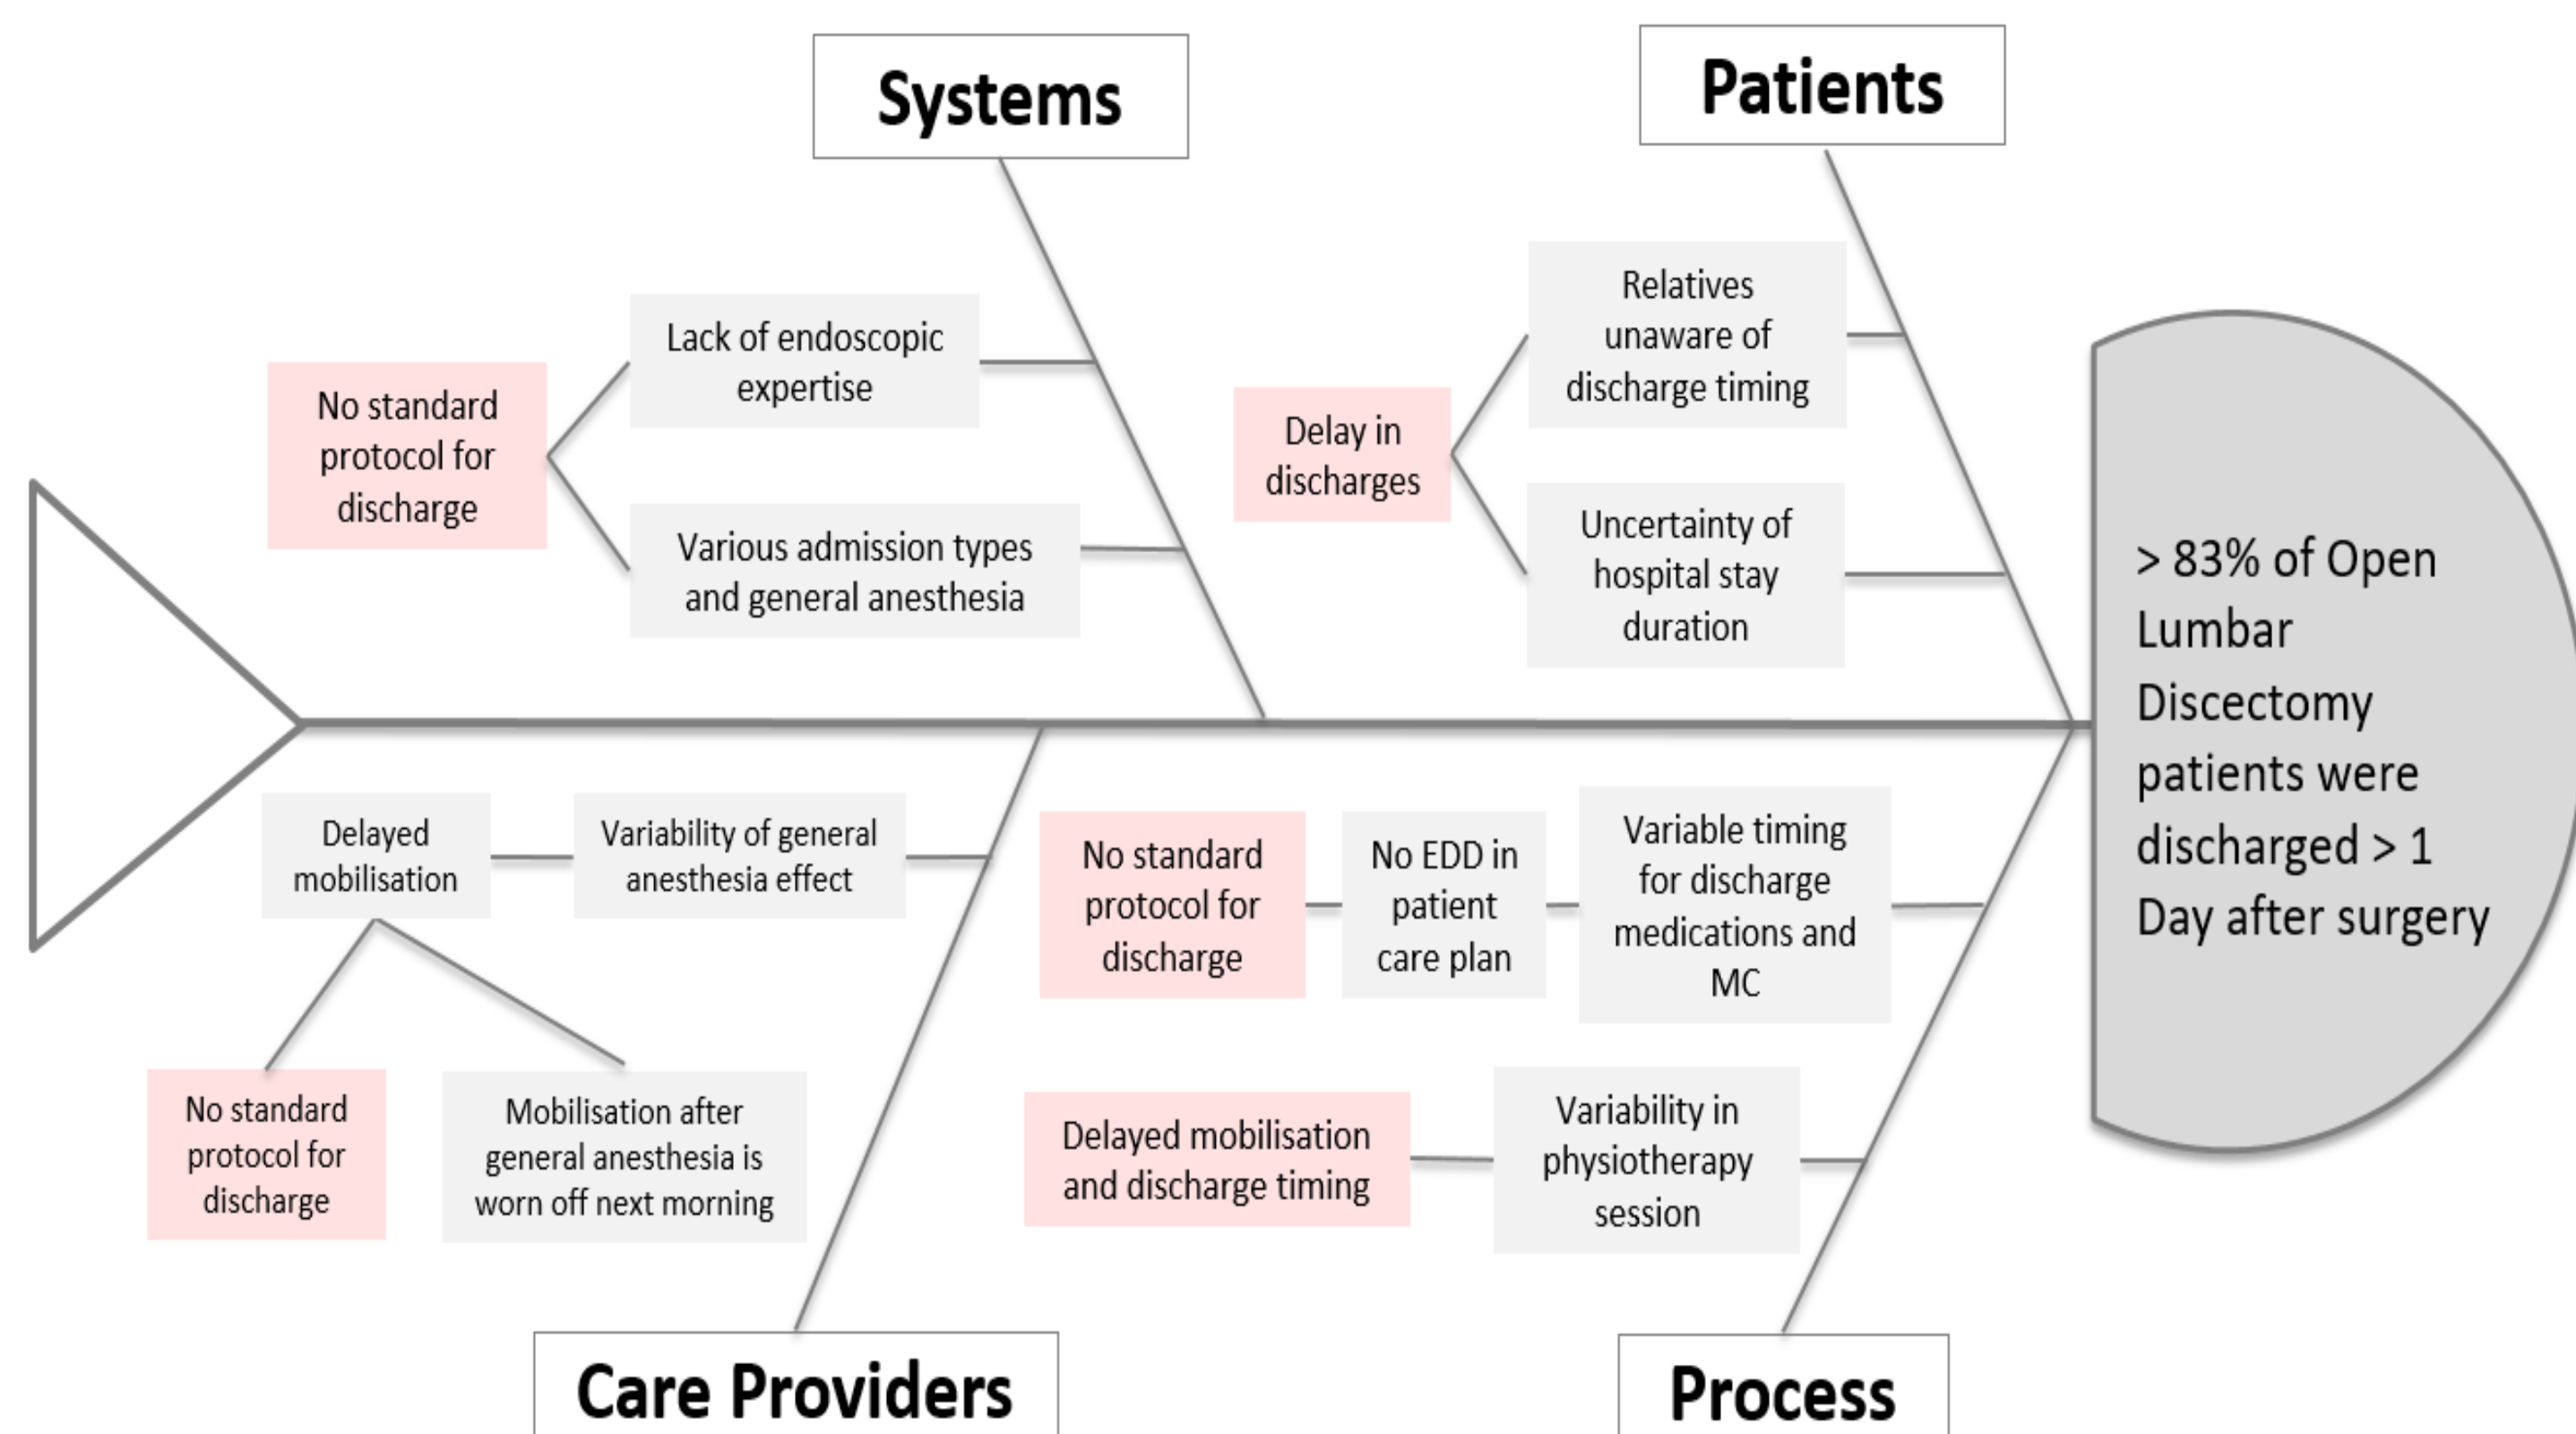 Systems
Patients
Lack of endoscopic
expertise
No standard
protocol for
discharge
Various admission types
and general anesthesia
Relatives
unaware of
discharge timing
Delay in
discharges
Uncertainty of
hospital stay
duration
> 83% of Open
Lumbar
Discectomy
patients were
discharged > 1
Day after surgery
Delayed
mobilisation
Variability of general
anesthesia effect
No standard
protocol for
discharge
Mobilisation after
general anesthesia is
worn off next morning
No standard
protocol for
discharge
No EDD in
patient
care plan
Variable timing
for discharge
medications and
MC
Delayed mobilisation
and discharge timing
Variability in
physiotherapy
session
Care Providers
Process